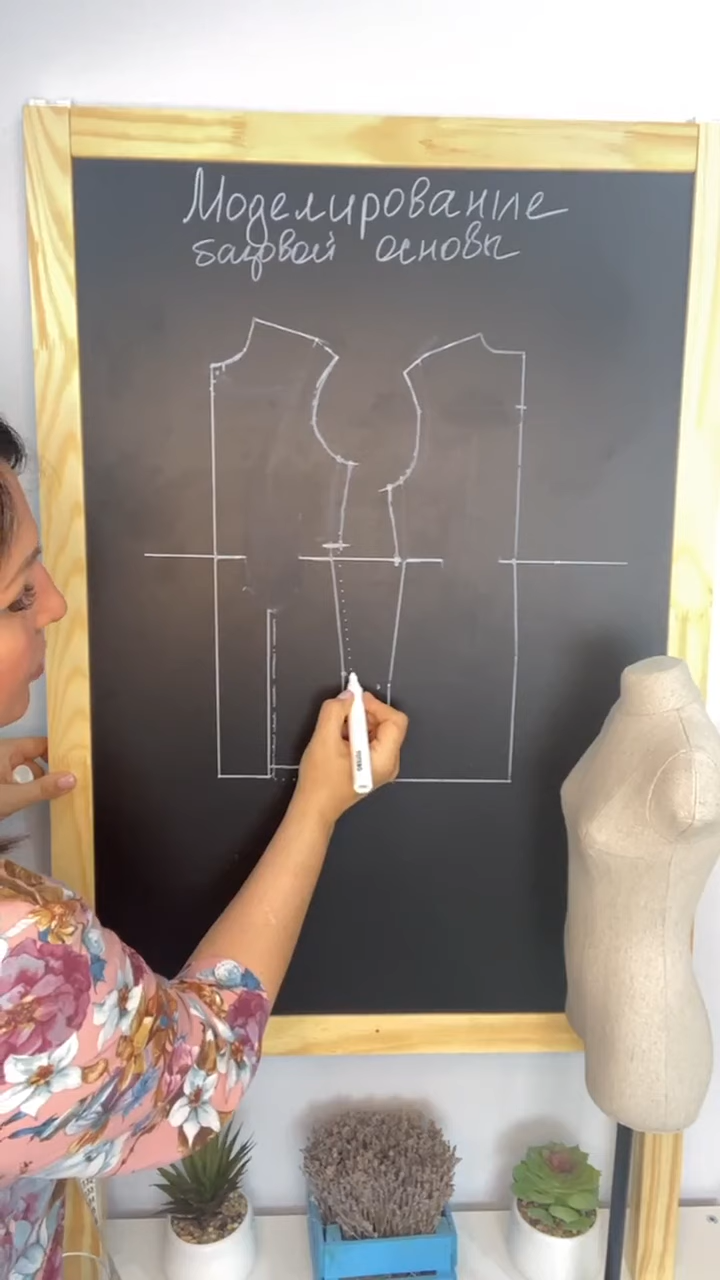 Моделирование
базовой основы